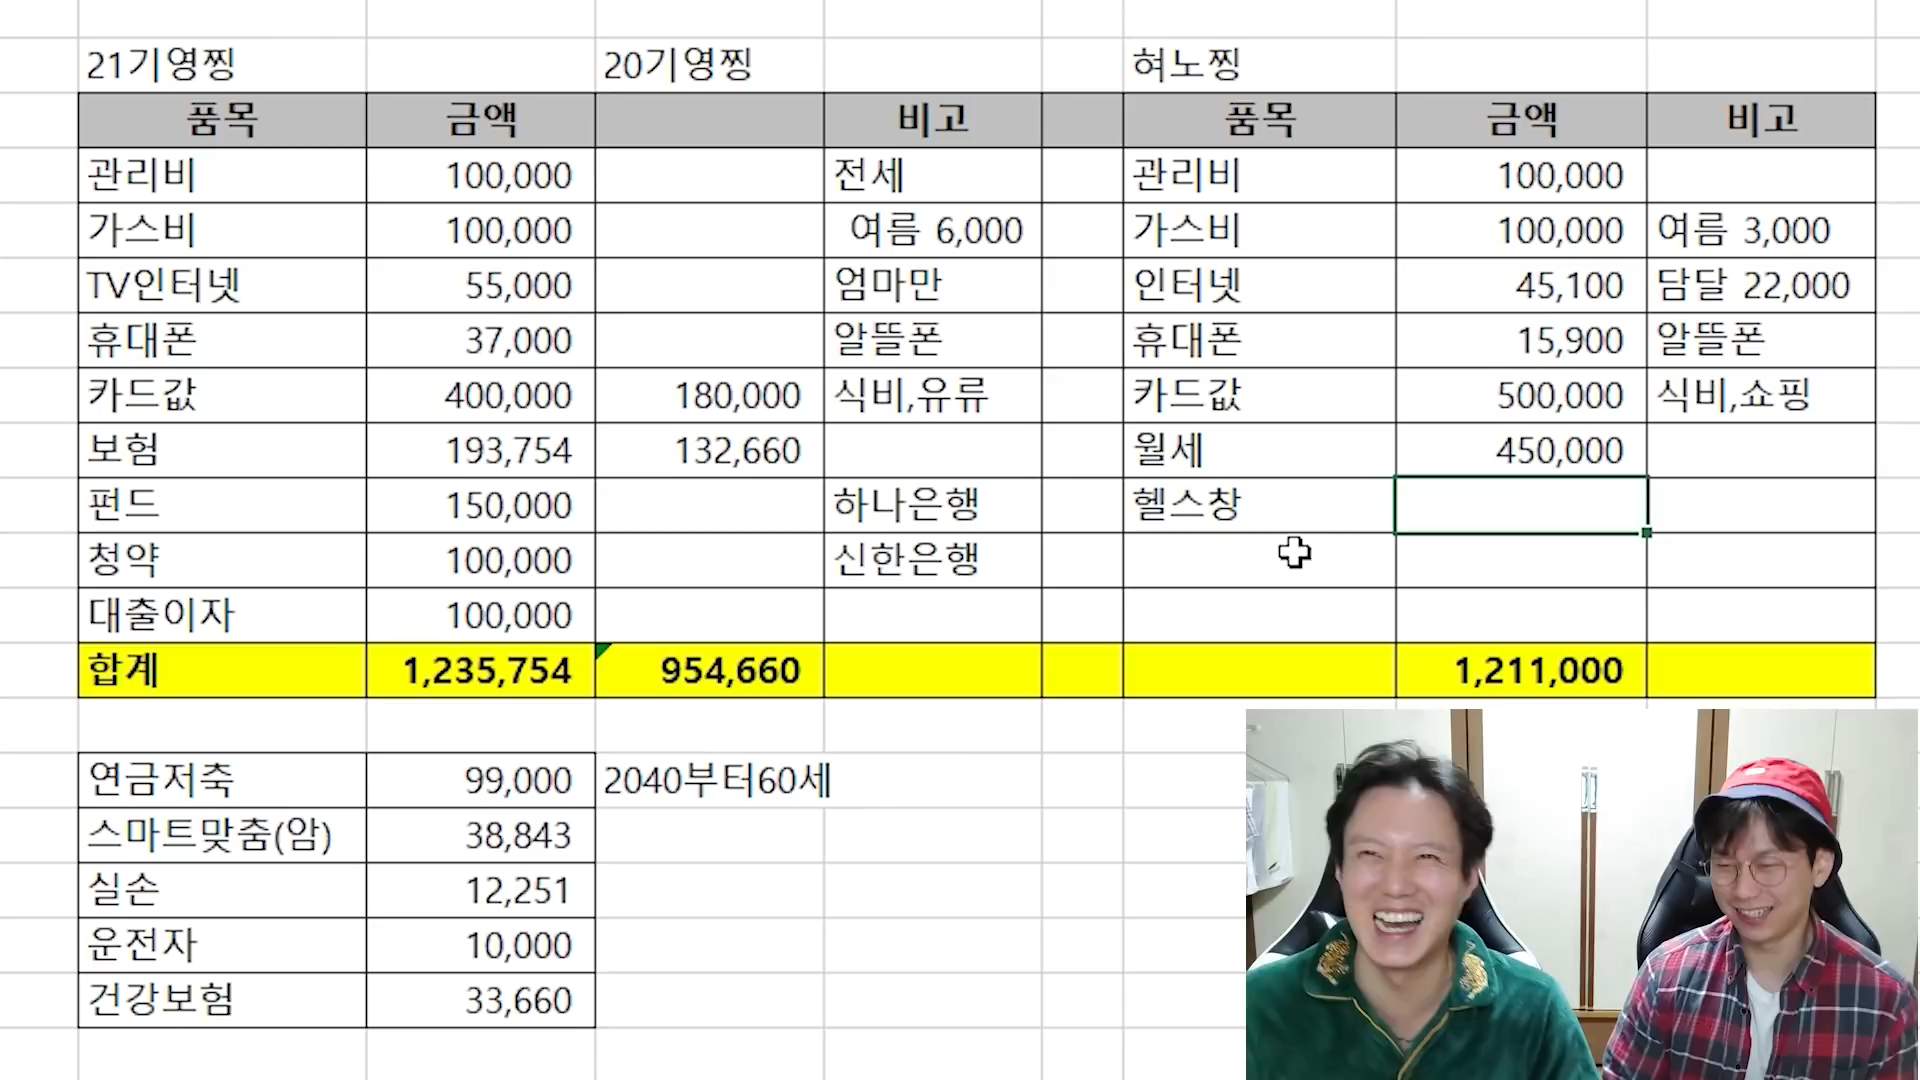 21기영찡 20기영찡 혀노찡
품목 금액 비고 품목 금액 비고
관리비 100,000 전세 관리비 100,000
가스비 100,000 여름 6,000 가스비 100,000 여름 3,000
TV인터넷 55,000 엄마만 인터넷 45,100 담달 22,000
휴대폰 37,000 알뜰폰 휴대폰 15,900 알뜰폰
카드값 400,000 180,000 식비,유류 카드값 500,000 식비,쇼핑
보험 193,754 132,660 월세 450,000
펀드 150,000 하나은행 헬스창
청약 100,000 신한은행
대출이자 100,000
합계 1,235,754 954,660 1,211,000
연금저축 99,000 2040부터60세
스마트맞춤(암) 38,843
실손 12,251
운전자 10,000
건강보험 33,660